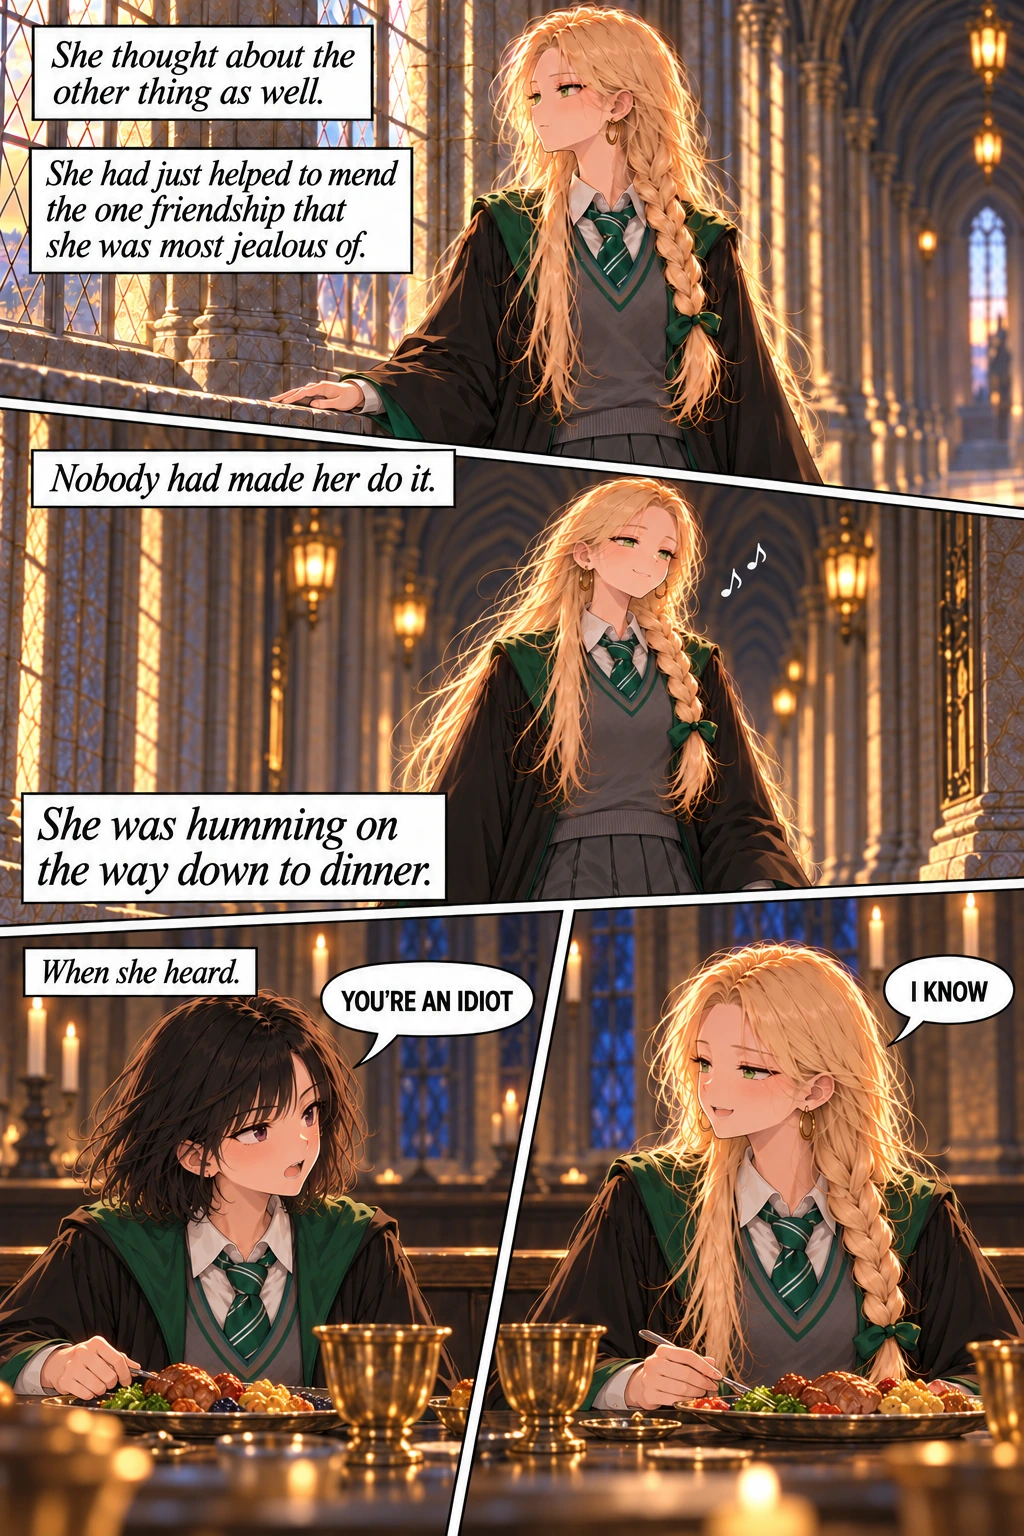 She thought about the
other thing as well.
She had just helped to mend
the one friendship that
she was most jealous of.
Nobody had made her do it.
She was humming on
the way down to dinner.
When she heard.
YOU'RE AN IDIOT
I KNOW